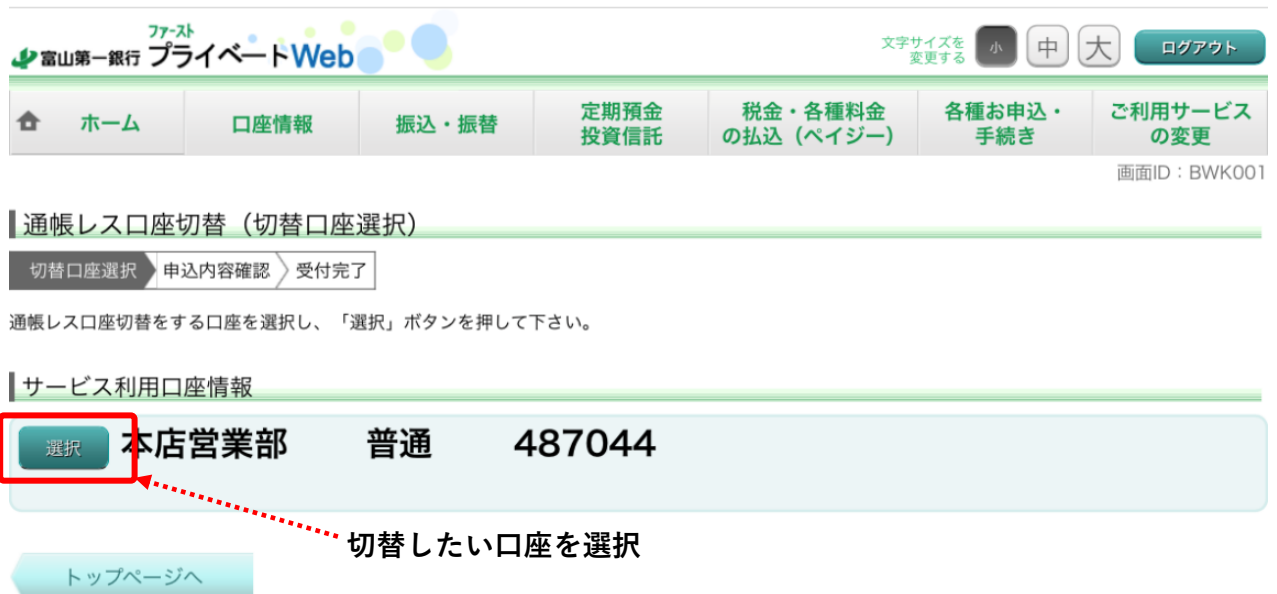 ファースト
富山第一銀行 プライベートWeb
文字サイズを
変更する
小 中 大 ログアウト
ホーム
口座情報
振込・振替
定期預金
投資信託
税金・各種料金
の払込（ペイジー）
各種お申込・
手続き
ご利用サービス
の変更
画面ID：BWK001
通帳レス口座切替（切替口座選択）
切替口座選択 申込内容確認 受付完了
通帳レス口座切替をする口座を選択し、「選択」ボタンを押して下さい。
サービス利用口座情報
選択 本店営業部 普通 487044
切替したい口座を選択
トップページへ